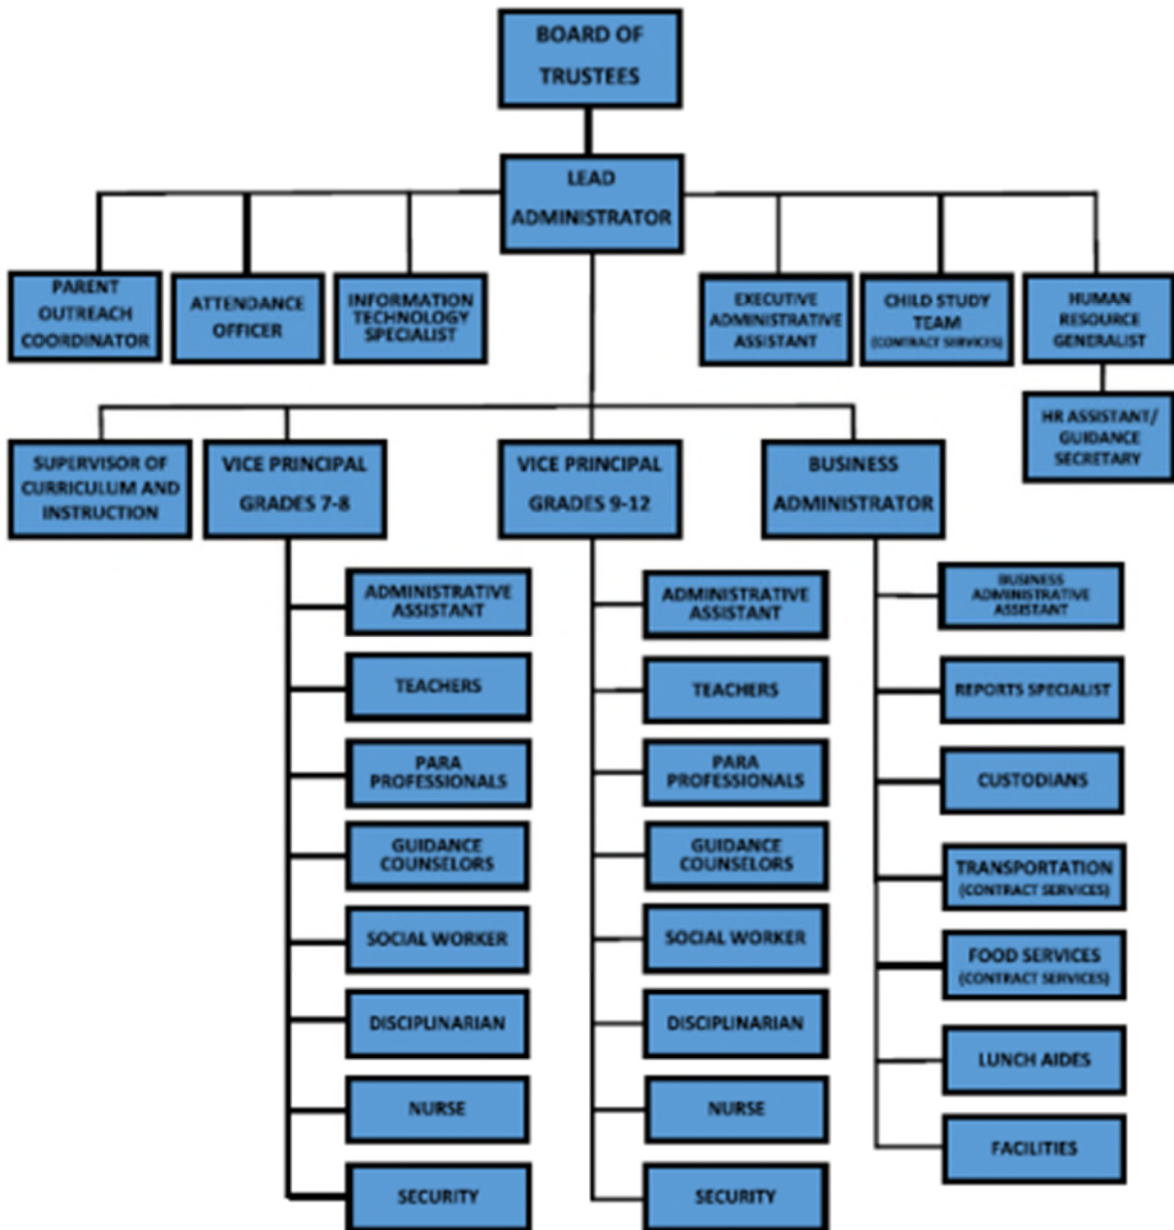 BOARD OF
TRUSTEES
LEAD
ADMINISTRATOR
PARENT
OUTREACH
COORDINATOR
ATTENDANCE
OFFICER
INFORMATION
TECHNOLOGY
SPECIALIST
EXECUTIVE
ADMINISTRATIVE
ASSISTANT
CHILD STUDY
TEAM
(CONTRACT SERVICES)
HUMAN
RESOURCE
GENERALIST
HR ASSISTANT/
GUIDANCE
SECRETARY
SUPERVISOR OF
CURRICULUM AND
INSTRUCTION
VICE PRINCIPAL
GRADES 7-8
VICE PRINCIPAL
GRADES 9-12
BUSINESS
ADMINISTRATOR
ADMINISTRATIVE
ASSISTANT
TEACHERS
PARA
PROFESSIONALS
GUIDANCE
COUNSELORS
SOCIAL WORKER
DISCIPLINARIAN
NURSE
SECURITY
ADMINISTRATIVE
ASSISTANT
TEACHERS
PARA
PROFESSIONALS
GUIDANCE
COUNSELORS
SOCIAL WORKER
DISCIPLINARIAN
NURSE
SECURITY
BUSINESS
ADMINISTRATIVE
ASSISTANT
REPORTS SPECIALIST
CUSTODIANS
TRANSPORTATION
(CONTRACT SERVICES)
FOOD SERVICES
(CONTRACT SERVICES)
LUNCH AIDES
FACILITIES